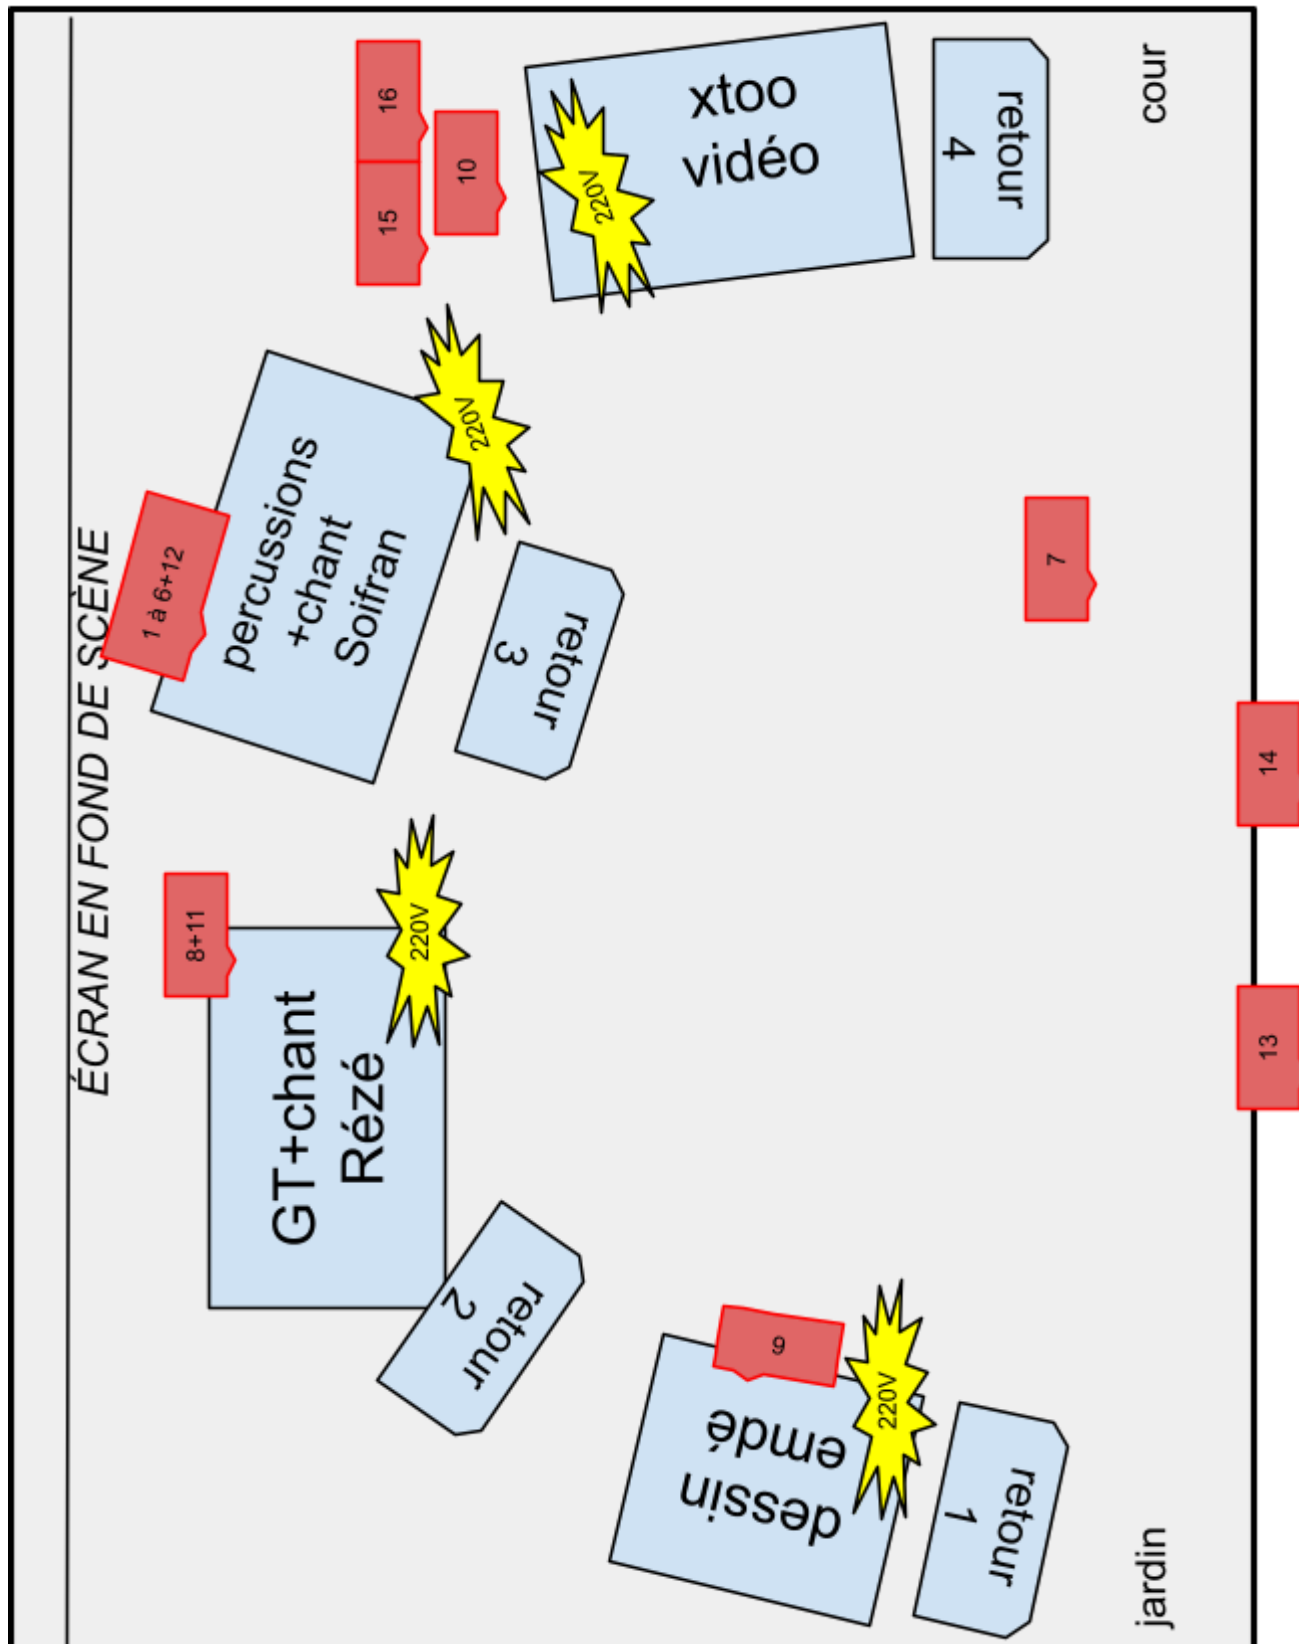 ÉCRAN EN FOND DE SCÈNE
cour
jardin
16
15
10
xtoo
vidéo
220V
retour
4
percussions
+chant
Soifran
220V
1 à 6+12
retour
3
7
14
13
8+11
GT+chant
Rézé
220V
retour
2
9
dessin
emdé
220V
retour
1